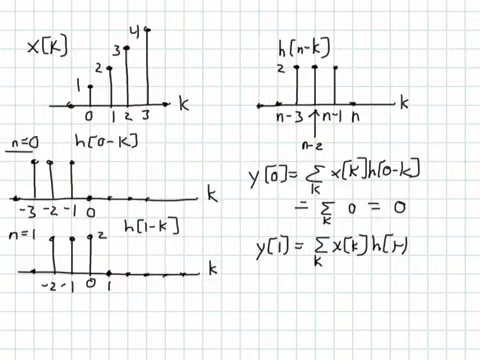 x[k]
4
3
2
1
0 1 2 3 k
h[n-k]
2
n-3 n-1 n k
n-2
n=0 h[0-k]
-3 -2 -1 0 k
y[0]= Σ x[k]h[0-k]
k
= Σ 0 = 0
k
n=1 h[1-k]
2
-2 -1 0 1 k
y[1]= Σ x[k]h[
k